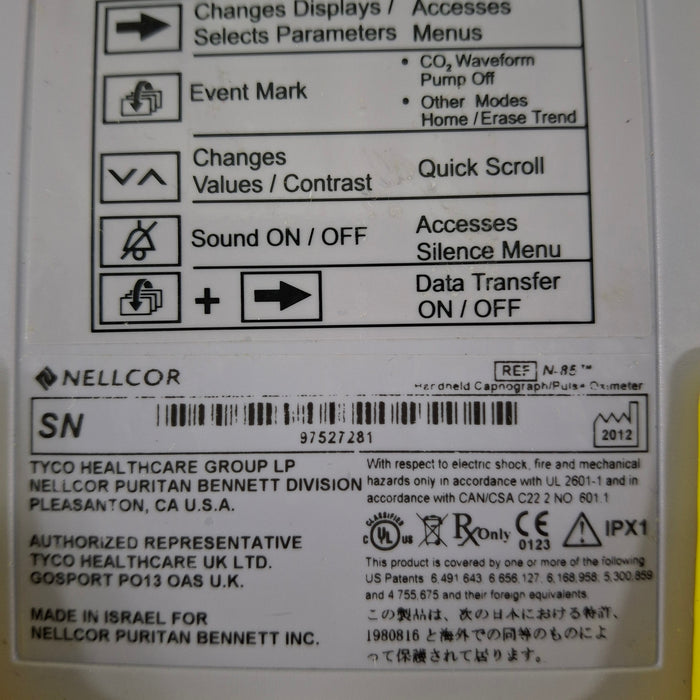 Changes Displays / Accesses
Selects Parameters Menus
Event Mark
• CO₂ Waveform
Pump Off
• Other Modes
Home / Erase Trend
Changes
Values / Contrast
Quick Scroll
Sound ON / OFF
Accesses
Silence Menu
+
Data Transfer
ON / OFF
NELLCOR
REF N-85™
Handheld Capnograph/Pulse Oximeter
SN
97527281
2012
TYCO HEALTHCARE GROUP LP
NELLCOR PURITAN BENNETT DIVISION
PLEASANTON, CA U.S.A.
AUTHORIZED REPRESENTATIVE
TYCO HEALTHCARE UK LTD.
GOSPORT PO13 OAS U.K.
MADE IN ISRAEL FOR
NELLCOR PURITAN BENNETT INC.
With respect to electric shock, fire and mechanical
hazards only in accordance with UL 2601-1 and in
accordance with CAN/CSA C22 2 NO 601 1
CLASSIFIED
C UL US
Rx Only CE 0123 IPX1
This product is covered by one or more of the following
US Patents 6,491,643, 6,656,127, 6,168,958, 5,300,859
and 4,755,675 and their foreign equivalents
この製品は、次の日本における特許、
1980816 と海外での同等のものによ
って保護されて居ります。